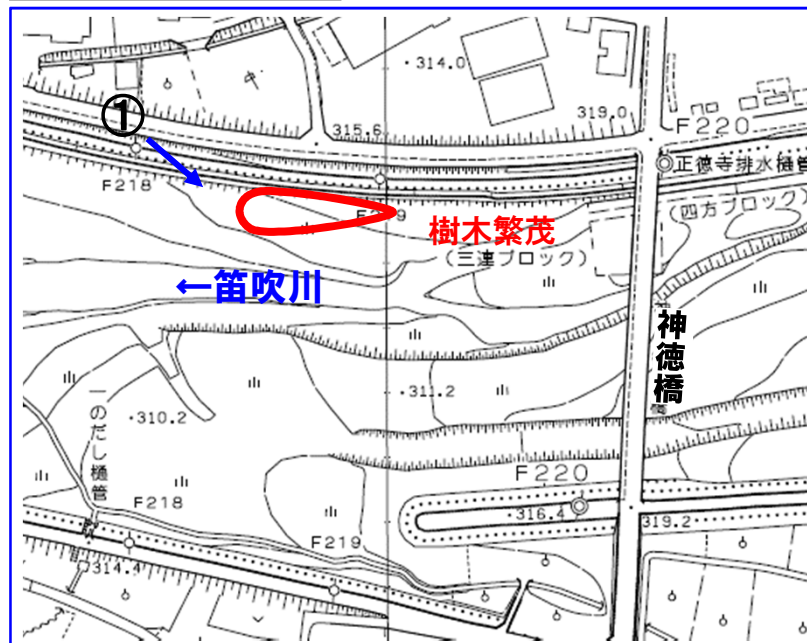 ・314.0
319.0
①
315.6
F220
正徳寺排水樋管
F218
F219
(四方ブロック)
樹木繁茂
(三連ブロック)
←笛吹川
神徳橋
・311.2
・310.2
一のだし樋管
F220
F218
・316.4
319.2
F219
314.4